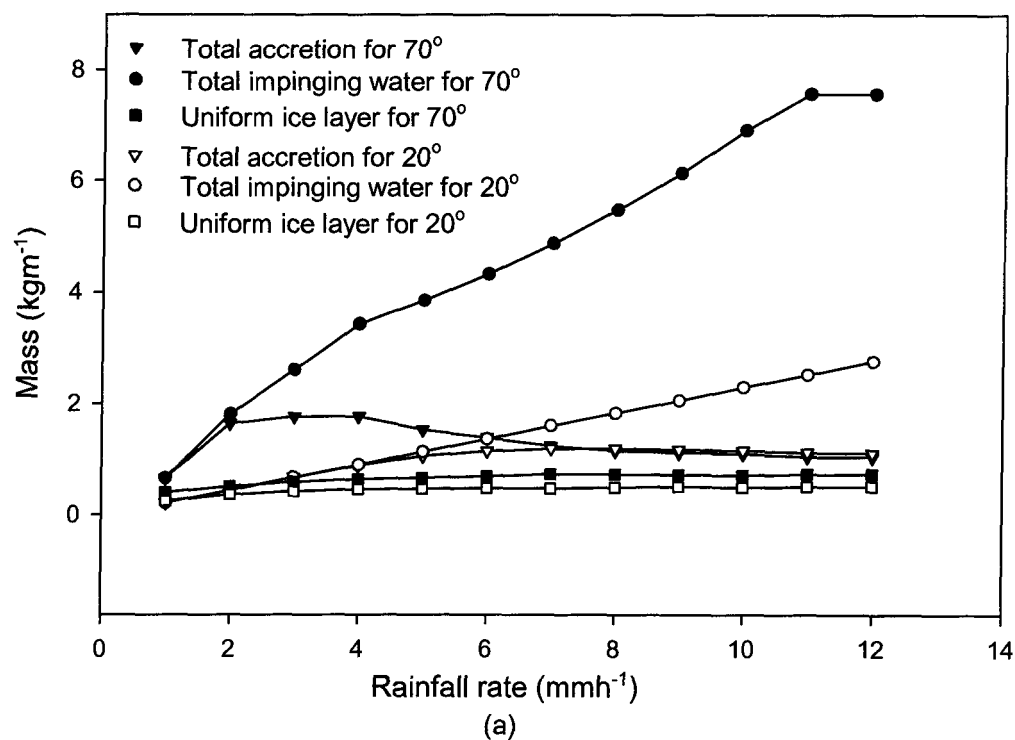 Total accretion for 70°
Total impinging water for 70°
Uniform ice layer for 70°
Total accretion for 20°
Total impinging water for 20°
Uniform ice layer for 20°
8
6
4
2
0
Mass (kgm⁻¹)
0 2 4 6 8 10 12 14
Rainfall rate (mmh⁻¹)
(a)